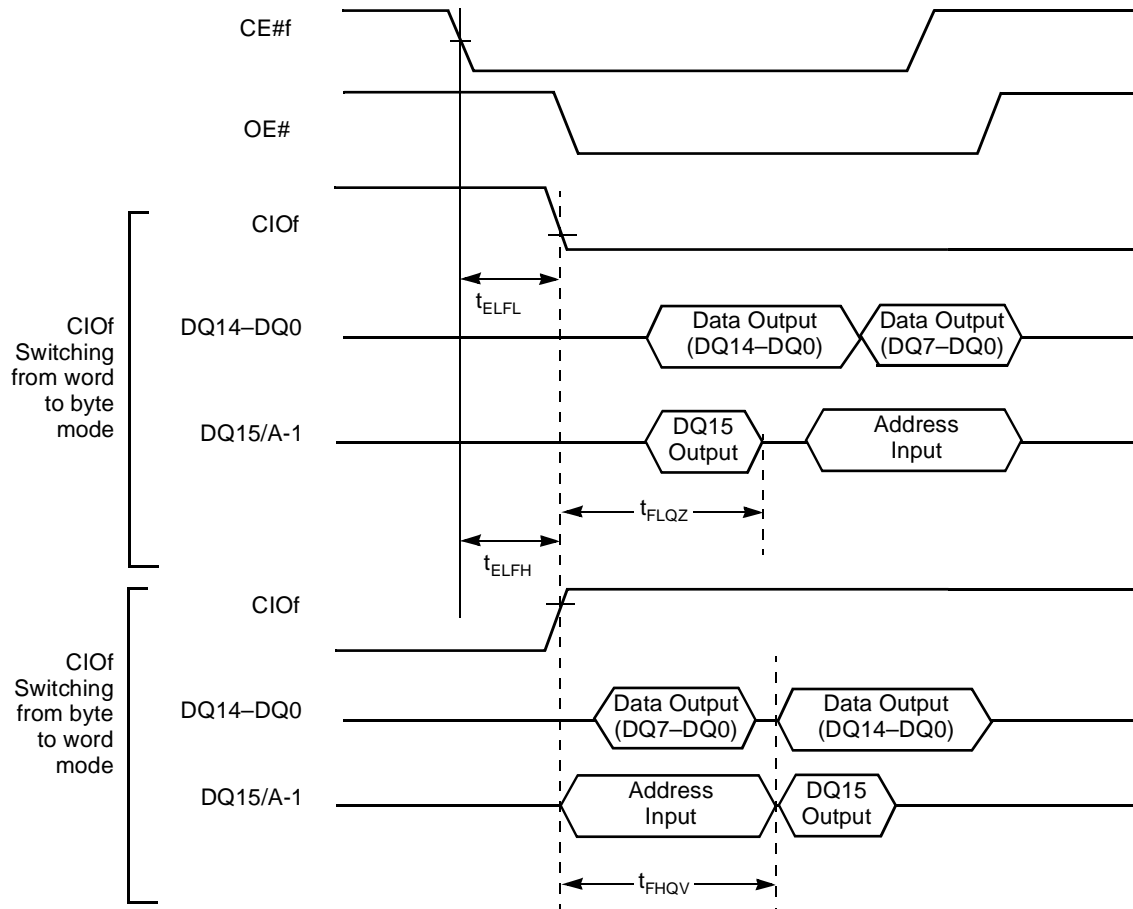 CE#f
OE#
CIOf
tELFL
CIOf
Switching
from word
to byte
mode
DQ14–DQ0
Data Output
(DQ14–DQ0)
Data Output
(DQ7–DQ0)
DQ15/A-1
DQ15
Output
Address
Input
tFLQZ
tELFH
CIOf
CIOf
Switching
from byte
to word
mode
DQ14–DQ0
Data Output
(DQ7–DQ0)
Data Output
(DQ14–DQ0)
DQ15/A-1
Address
Input
DQ15
Output
tFHQV